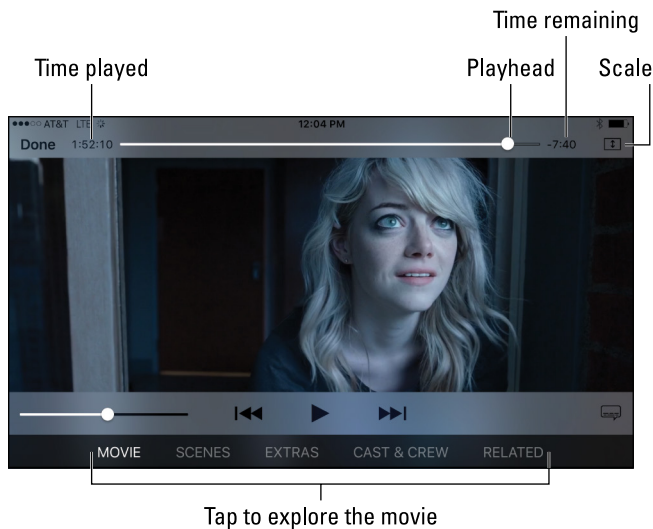 Time remaining
Time played
Playhead
Scale
AT&T LTE 12:04 PM
Done 1:52:10 -7:40
MOVIE SCENES EXTRAS CAST & CREW RELATED
Tap to explore the movie